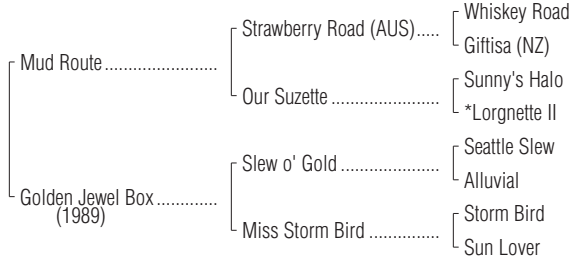 Whiskey Road
Strawberry Road (AUS).....
Giftisa (NZ)
Mud Route........................
Sunny's Halo
Our Suzette .......................
*Lorgnette II
Seattle Slew
Slew o' Gold .....................
Alluvial
Golden Jewel Box.............
(1989)
Storm Bird
Miss Storm Bird ...............
Sun Lover